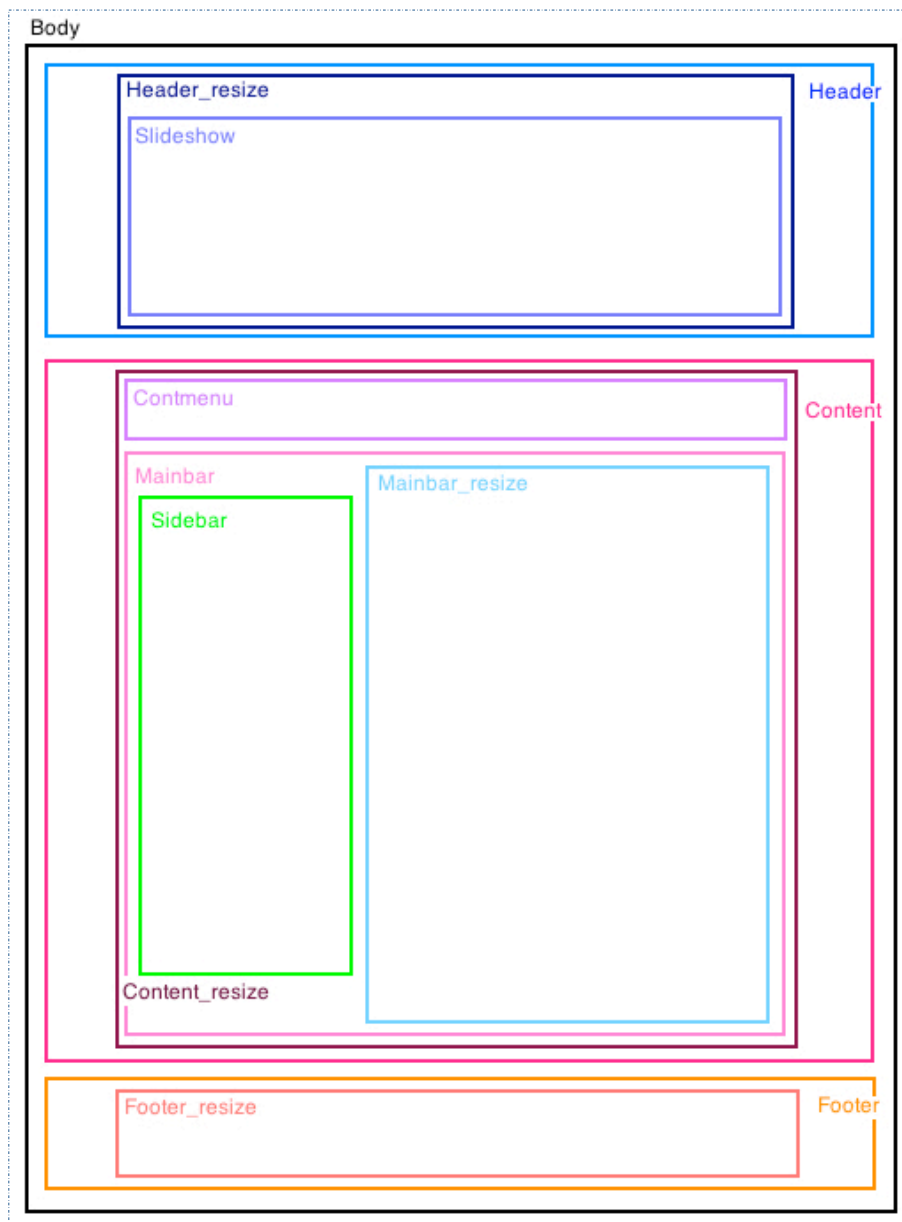 Body
Header_resize
Header
Slideshow
Contmenu
Content
Mainbar
Mainbar_resize
Sidebar
Content_resize
Footer_resize
Footer